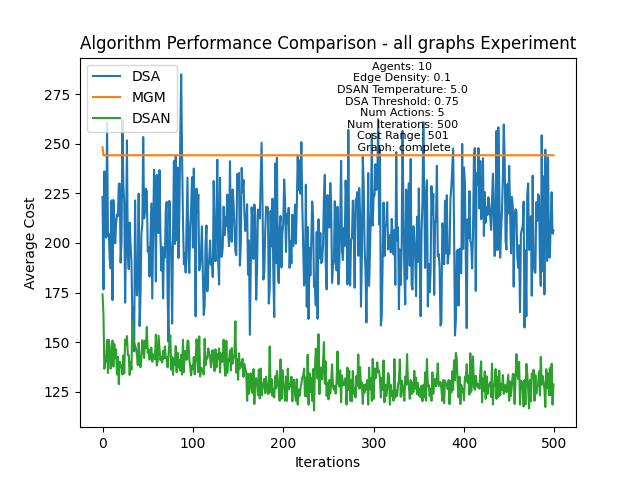 Algorithm Performance Comparison - all graphs Experiment
DSA
MGM
DSAN
Agents: 10
Edge Density: 0.1
DSAN Temperature: 5.0
DSA Threshold: 0.75
Num Actions: 5
Num Iterations: 500
Cost Range: 501
Graph: complete
Average Cost
275
250
225
200
175
150
125
0
100
200
300
400
500
Iterations